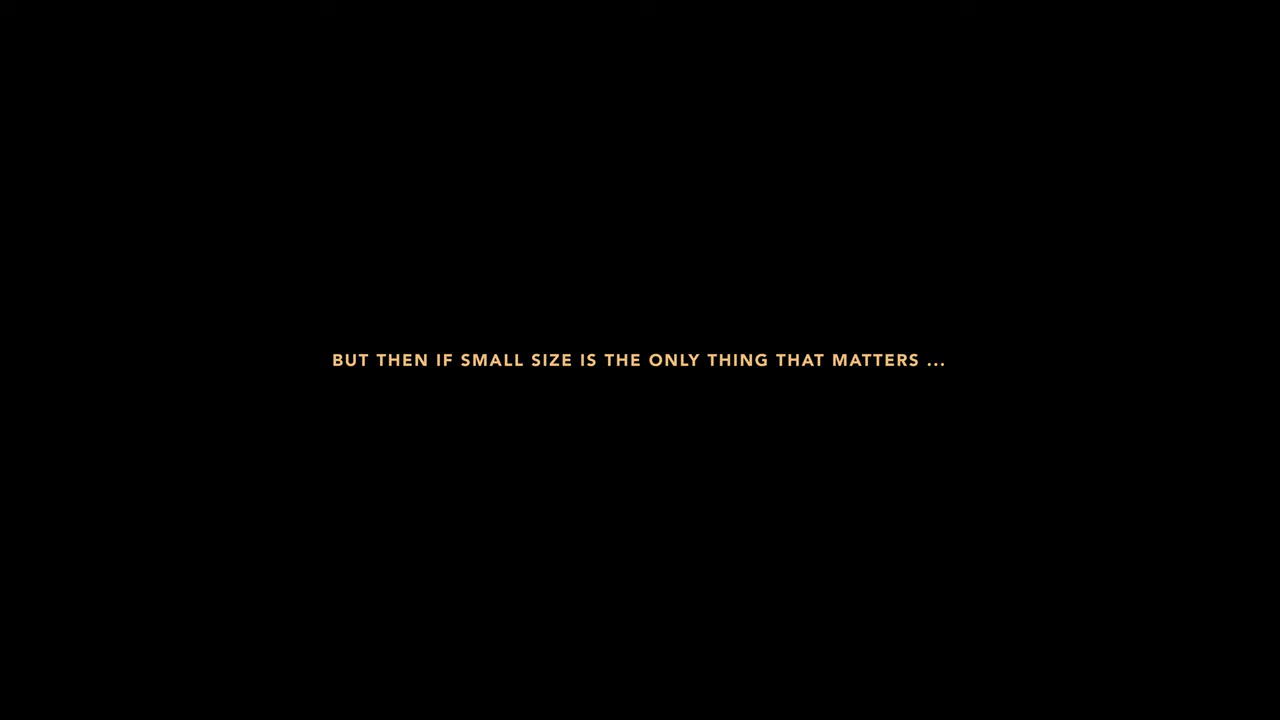 BUT THEN IF SMALL SIZE IS THE ONLY THING THAT MATTERS ...